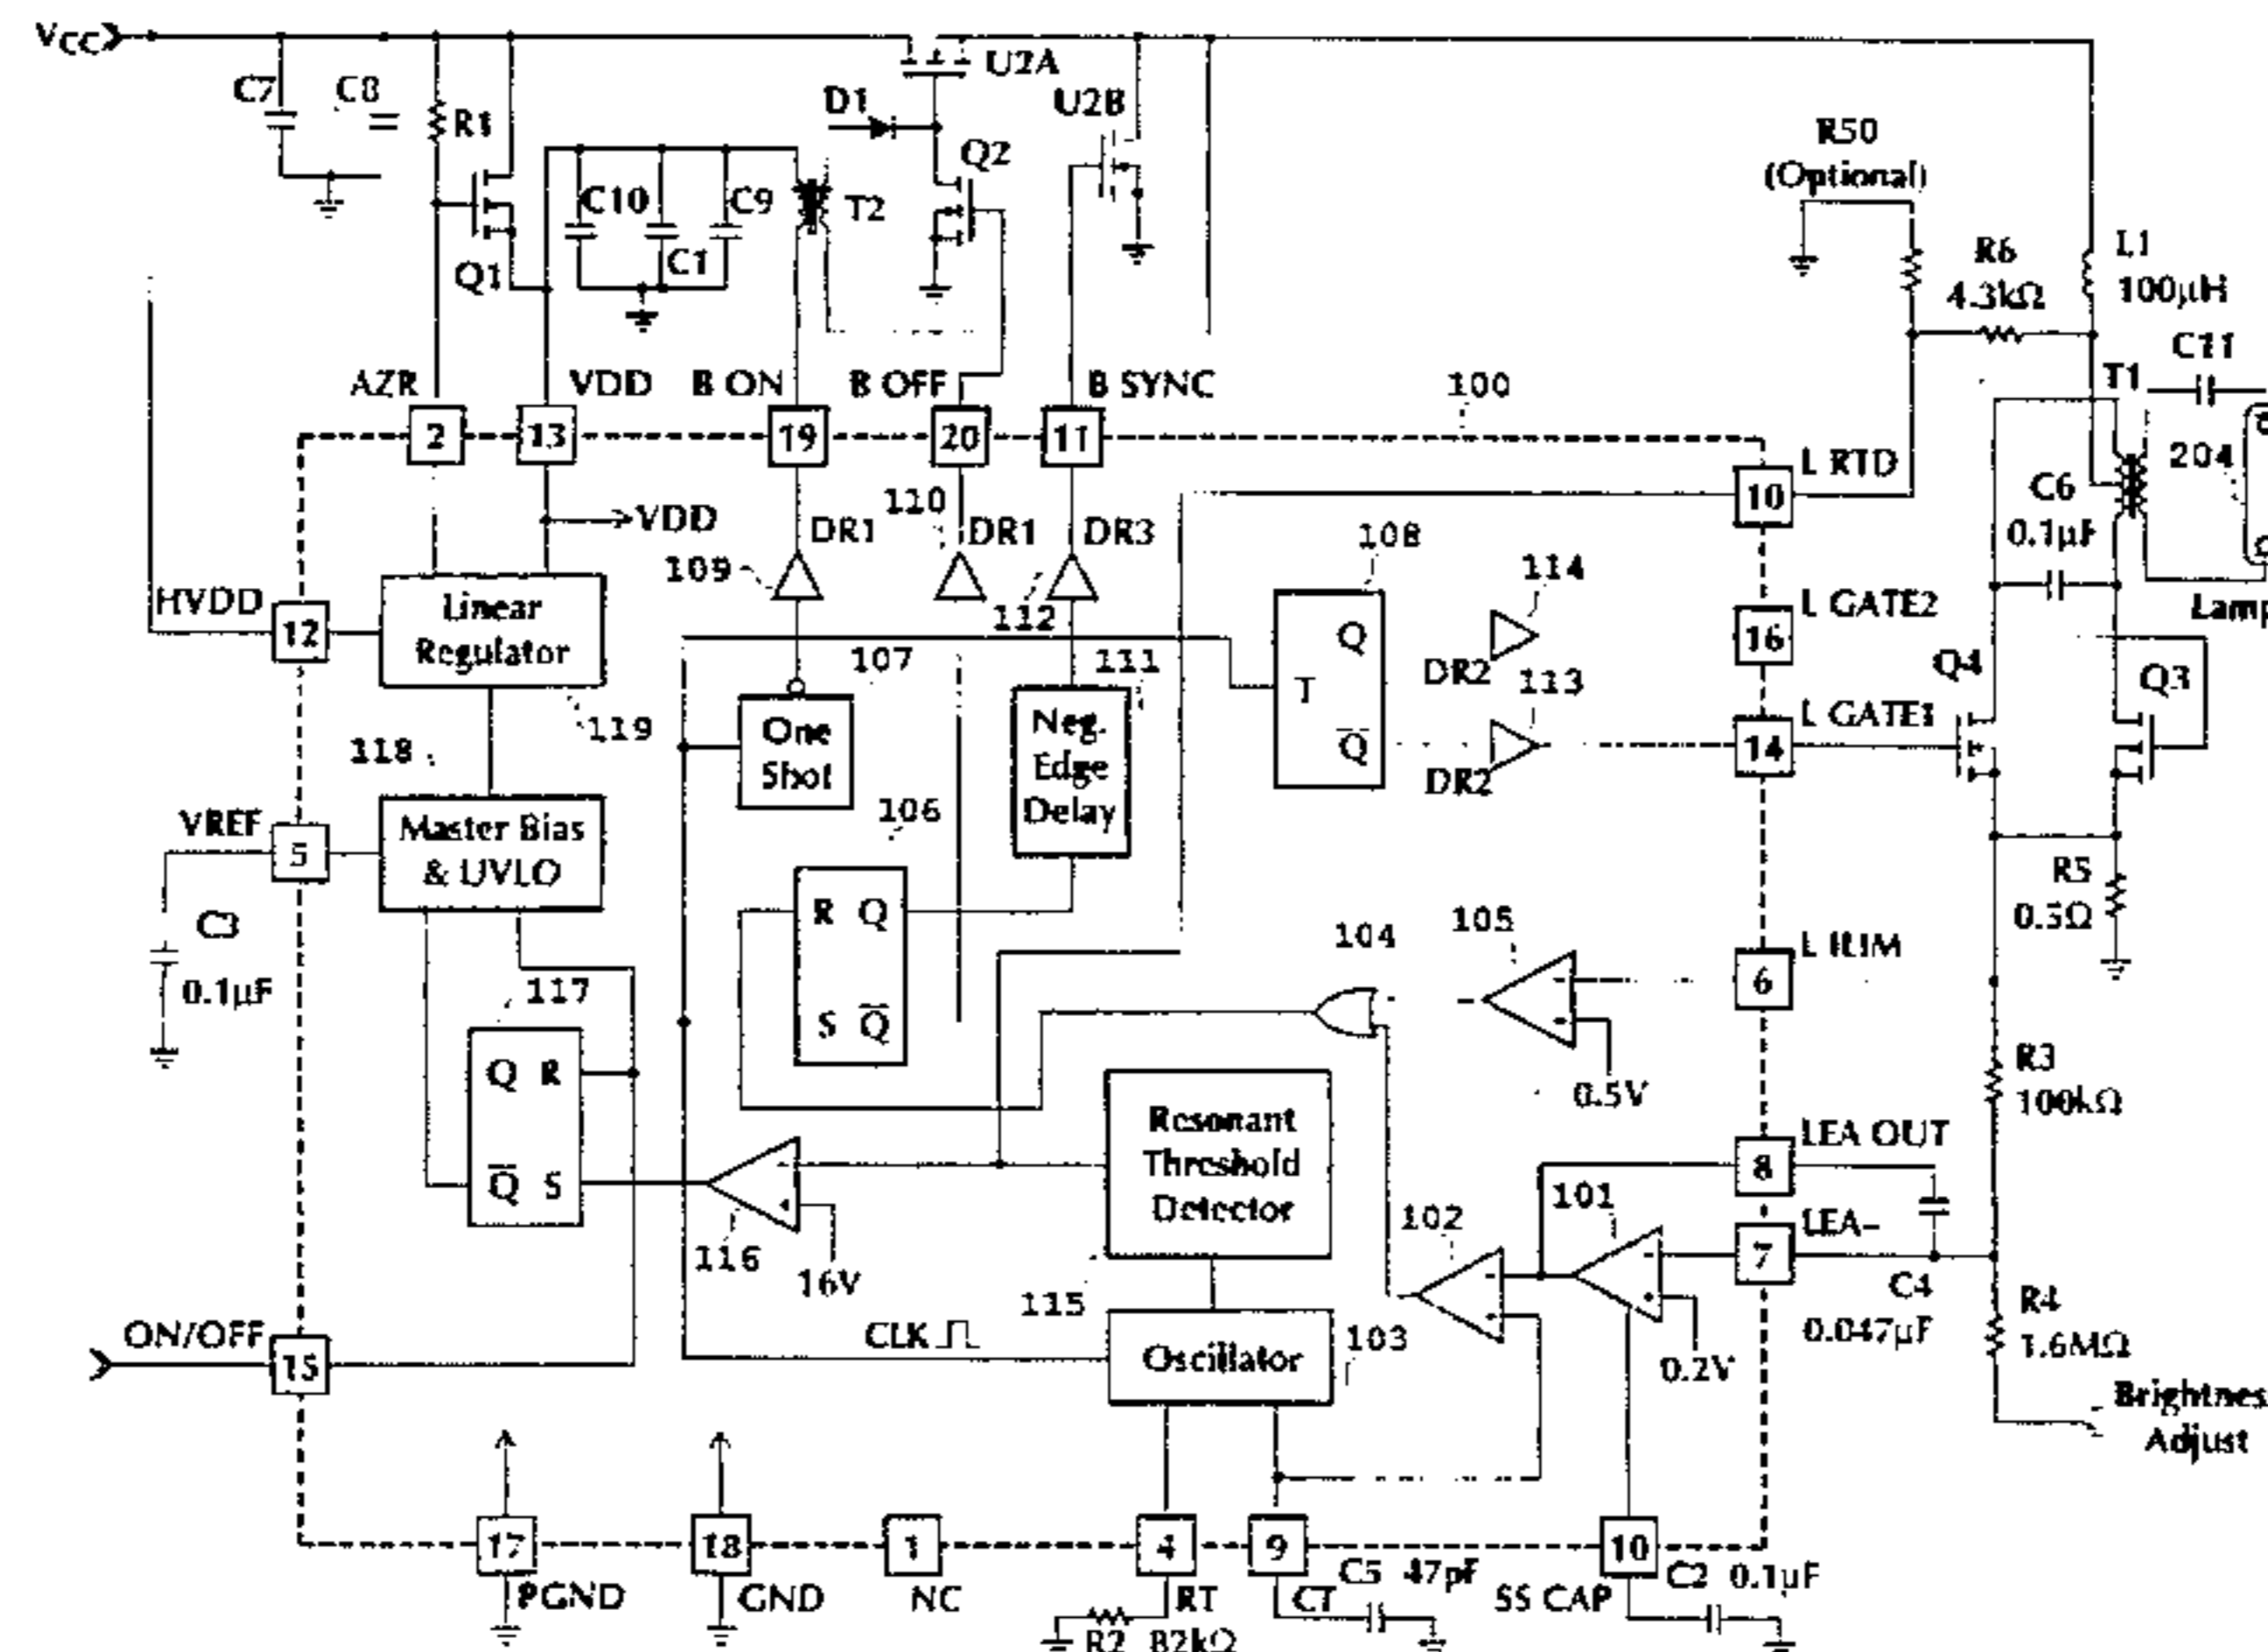 VCC
U2A
C7
C8
D1
U2B
R1
R50
(Optional)
Q2
C10
C9
T2
R6
4.3kΩ
L1
100μH
Q1
C1
C11
T1
AZR
VDD
B ON
B OFF
B SYNC
100
2
13
19
20
11
L RTD
10
204
C6
0.1μF
VDD
110
DR1
DR1
DR3
108
109
112
114
HVDD
12
Linear
Regulator
L GATE2
16
Lamp
107
111
Q
T
Q̅
DR2
113
DR2
Q4
Q3
119
118
One
Shot
Neg.
Edge
Delay
L GATE1
14
VREF
5
Master Bias
& UVLO
106
R Q
S Q̅
R5
0.5Ω
C3
0.1μF
104
105
L ILIM
6
117
Q R
Q̅ S
0.5V
R3
100kΩ
Resonant
Threshold
Detector
LEA OUT
8
116
16V
102
101
LEA-
7
C4
0.047μF
115
R4
1.6MΩ
ON/OFF
15
CLK
Oscillator
103
0.2V
Brightnes
Adjust
17
18
1
4
9
10
PGND
GND
NC
RT
CT
C5 47pF
SS CAP
C2 0.1μF
R2 82kΩ